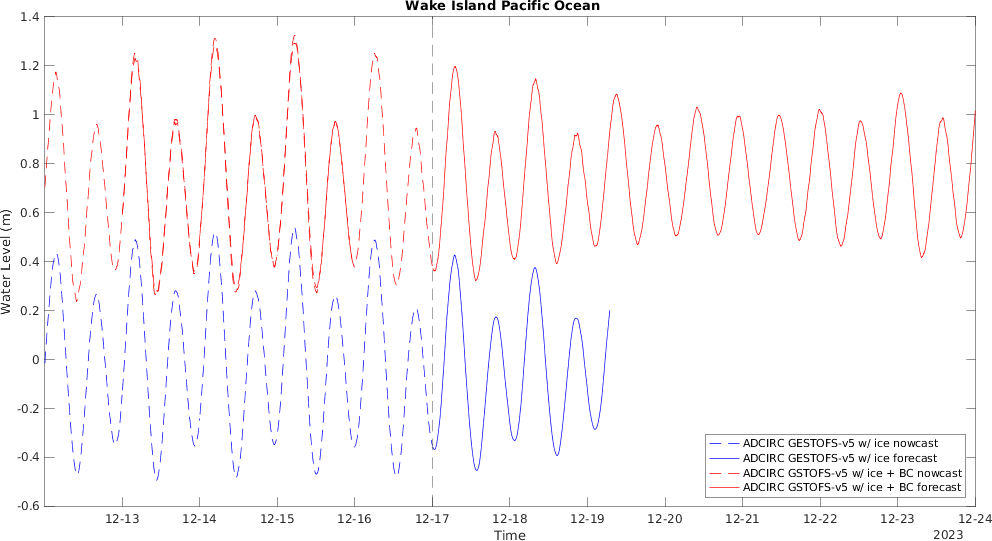 Wake Island Pacific Ocean
1.4
1.2
1
0.8
0.6
0.4
0.2
0
-0.2
-0.4
-0.6
Water Level (m)
ADCIRC GESTOFS-v5 w/ ice nowcast
ADCIRC GESTOFS-v5 w/ ice forecast
ADCIRC GSTOFS-v5 w/ ice + BC nowcast
ADCIRC GSTOFS-v5 w/ ice + BC forecast
12-13 12-14 12-15 12-16 12-17 12-18 12-19 12-20 12-21 12-22 12-23 12-24
Time
2023